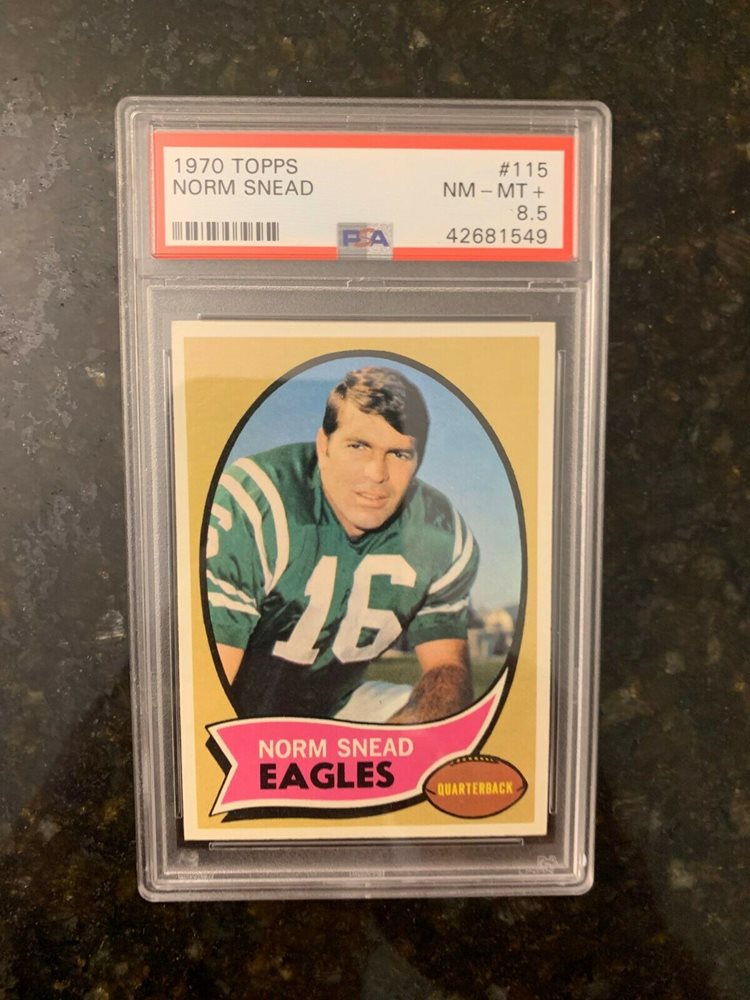 1970 TOPPS #115
NORM SNEAD NM – MT +
8.5
PSA 42681549
16
NORM SNEAD
EAGLES
QUARTERBACK